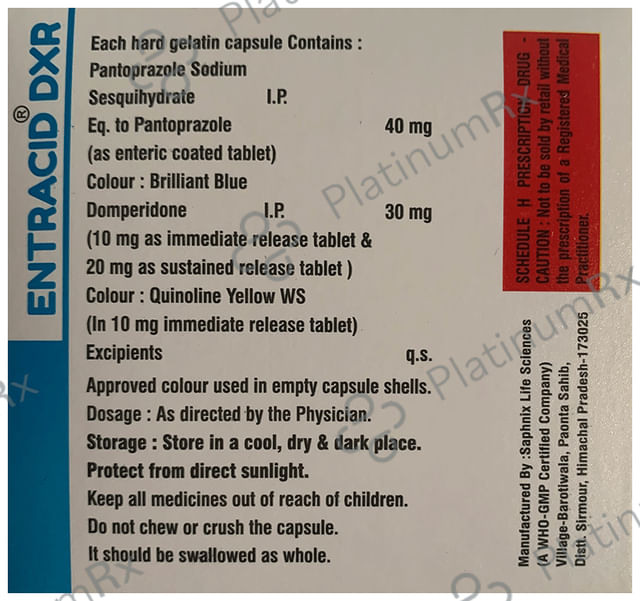 ENTRACID® DXR
Each hard gelatin capsule Contains :
Pantoprazole Sodium
Sesquihydrate I.P.
Eq. to Pantoprazole 40 mg
(as enteric coated tablet)
Colour : Brilliant Blue
Domperidone I.P. 30 mg
(10 mg as immediate release tablet &
20 mg as sustained release tablet )
Colour : Quinoline Yellow WS
(In 10 mg immediate release tablet)
Excipients q.s.
Approved colour used in empty capsule shells.
Dosage : As directed by the Physician.
Storage : Store in a cool, dry & dark place.
Protect from direct sunlight.
Keep all medicines out of reach of children.
Do not chew or crush the capsule.
It should be swallowed as whole.
SCHEDULE H PRESCRIPTION DRUG -
CAUTION : Not to be sold by retail without
the prescription of a Registered Medical
Practitioner.
Manufactured By :Saphnix Life Sciences
(A WHO-GMP Certified Company)
Village-Barotiwala, Paonta Sahib,
Distt. Sirmour, Himachal Pradesh-173025
PlatinumRx
PlatinumRx